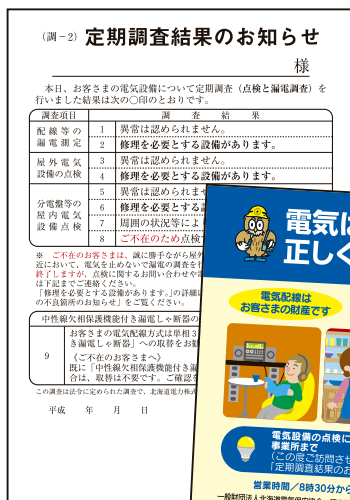 (調－2) 定期調査結果のお知らせ
様
本日、お客さまの電気設備について定期調査（点検と漏電調査）を
行いました結果は次の〇印のとおりです。
調査項目 調 査 結 果
配線等の漏電測定 1 異常は認められません。
2 修理を必要とする設備があります。
屋外電気設備の点検 3 異常は認められません。
4 修理を必要とする設備があります。
分電盤等の屋内電気設備点検 5 異常は認められませ
6 修理を必要とする設
7 周囲の状況等によ
8 ご不在のため点検
※ ご不在のお客さまは、誠に勝手ながら屋外
近において、電気を止めないで漏電の調査を
終了しますが、点検に関するお問い合わせや
は下記までご連絡ください。
「修理を必要とする設備があります。」の詳細
の不良箇所のお知らせ」をご覧ください。
中性線欠相保護機能付き漏電しゃ断器の
9 お客さまの電気配線方式は単相3
き漏電しゃ断器」への取替をお勧
《ご不在のお客さまへ》
既に「中性線欠相保護機能付き漏
合は、取替は不要です。ご確認を
この調査は法令に定められた調査で、北海道電力株式
平成 年 月 日
電気は
正しく
電気配線は
お客さまの財産です
電気設備の点検に
事業所まで
（この度ご訪問させ
「定期調査結果のお
営業時間／8時30分から
一般財団法人北海道電気保安協会